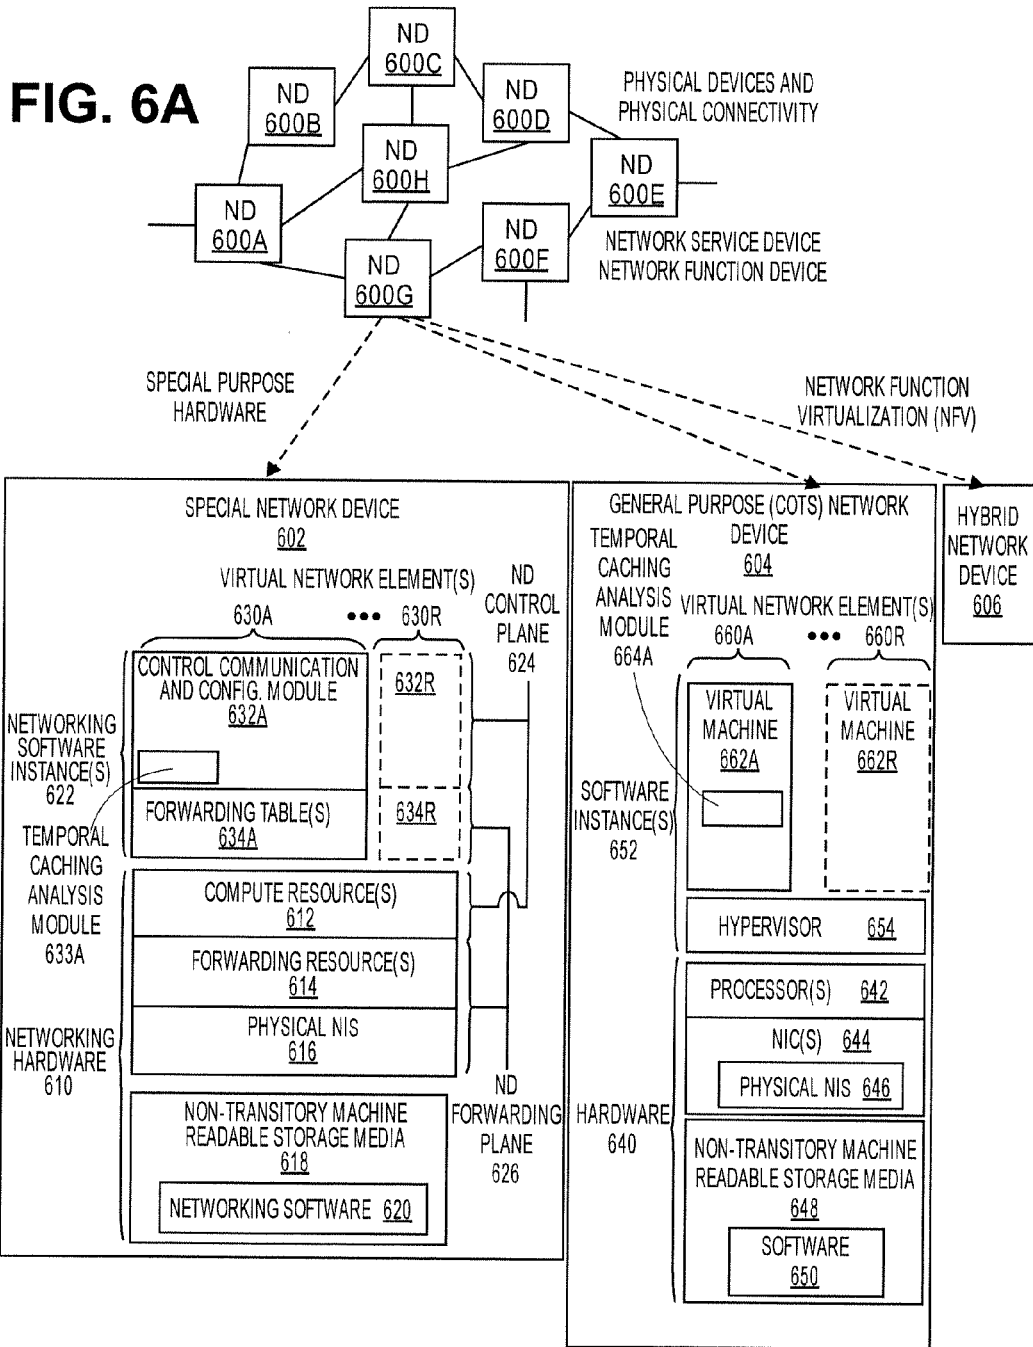 FIG. 6A
ND
600C
ND
600B
ND
600D
ND
600H
ND
600E
ND
600A
ND
600F
ND
600G
PHYSICAL DEVICES AND
PHYSICAL CONNECTIVITY
NETWORK SERVICE DEVICE
NETWORK FUNCTION DEVICE
SPECIAL PURPOSE
HARDWARE
NETWORK FUNCTION
VIRTUALIZATION (NFV)
SPECIAL NETWORK DEVICE
602
VIRTUAL NETWORK ELEMENT(S)
630A
••• 630R
ND
CONTROL
PLANE
624
CONTROL COMMUNICATION
AND CONFIG. MODULE
632A
632R
NETWORKING
SOFTWARE
INSTANCE(S)
622
FORWARDING TABLE(S)
634A
634R
TEMPORAL
CACHING
ANALYSIS
MODULE
633A
COMPUTE RESOURCE(S)
612
FORWARDING RESOURCE(S)
614
PHYSICAL NIS
616
NETWORKING
HARDWARE
610
ND
FORWARDING
PLANE
626
NON-TRANSITORY MACHINE
READABLE STORAGE MEDIA
618
NETWORKING SOFTWARE 620
GENERAL PURPOSE (COTS) NETWORK
DEVICE
604
TEMPORAL
CACHING
ANALYSIS
MODULE
664A
VIRTUAL NETWORK ELEMENT(S)
660A
••• 660R
VIRTUAL
MACHINE
662A
VIRTUAL
MACHINE
662R
SOFTWARE
INSTANCE(S)
652
HYPERVISOR 654
PROCESSOR(S) 642
NIC(S) 644
PHYSICAL NIS 646
HARDWARE
640
NON-TRANSITORY MACHINE
READABLE STORAGE MEDIA
648
SOFTWARE
650
HYBRID
NETWORK
DEVICE
606